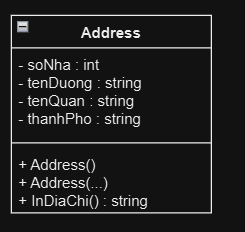 Address
- soNha : int
- tenDuong : string
- tenQuan : string
- thanhPho : string
+ Address()
+ Address(...)
+ InDiaChi() : string